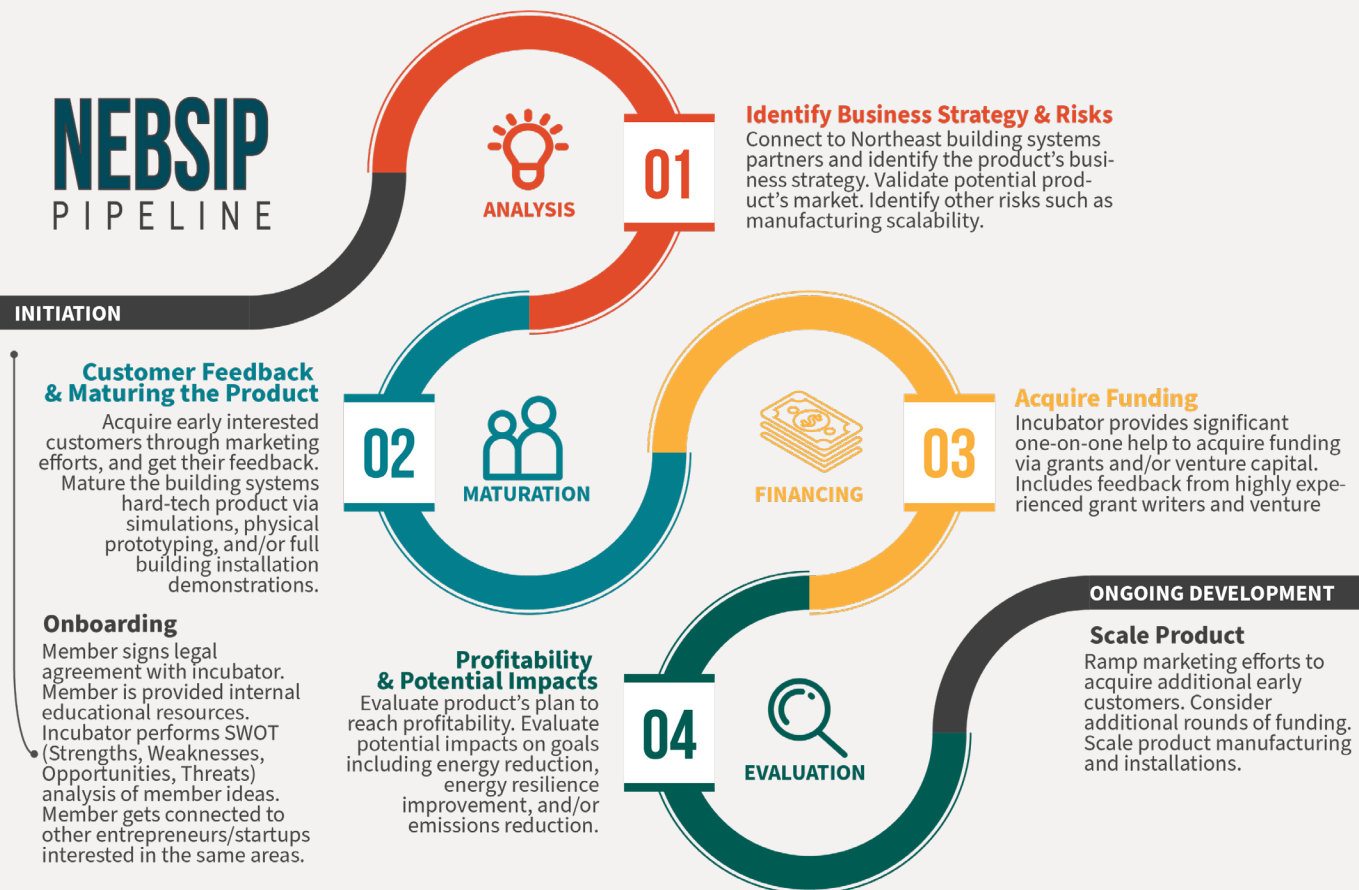 NEBSIP
PIPELINE
INITIATION
ANALYSIS
01
Identify Business Strategy & Risks
Connect to Northeast building systems
partners and identify the product's busi-
ness strategy. Validate potential prod-
uct's market. Identify other risks such as
manufacturing scalability.
Customer Feedback
& Maturing the Product
Acquire early interested
customers through marketing
efforts, and get their feedback.
Mature the building systems
hard-tech product via
simulations, physical
prototyping, and/or full
building installation
demonstrations.
02
MATURATION
FINANCING
03
Acquire Funding
Incubator provides significant
one-on-one help to acquire funding
via grants and/or venture capital.
Includes feedback from highly expe-
rienced grant writers and venture
Onboarding
Member signs legal
agreement with incubator.
Member is provided internal
educational resources.
Incubator performs SWOT
(Strengths, Weaknesses,
Opportunities, Threats)
analysis of member ideas.
Member gets connected to
other entrepreneurs/startups
interested in the same areas.
Profitability
& Potential Impacts
Evaluate product's plan to
reach profitability. Evaluate
potential impacts on goals
including energy reduction,
energy resilience
improvement, and/or
emissions reduction.
04
EVALUATION
ONGOING DEVELOPMENT
Scale Product
Ramp marketing efforts to
acquire additional early
customers. Consider
additional rounds of funding.
Scale product manufacturing
and installations.